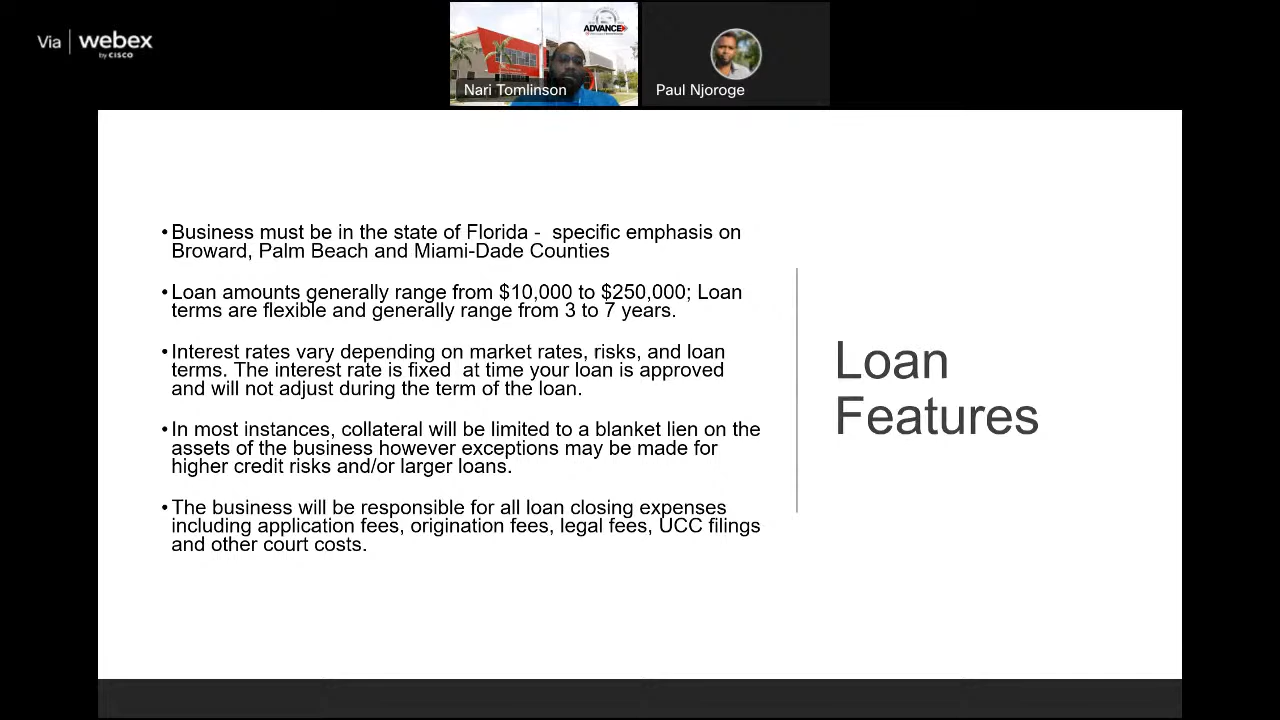 Via | webex
by CISCO
ADVANCE
Nari Tomlinson
Paul Njoroge
•Business must be in the state of Florida - specific emphasis on
Broward, Palm Beach and Miami-Dade Counties
•Loan amounts generally range from $10,000 to $250,000; Loan
terms are flexible and generally range from 3 to 7 years.
•Interest rates vary depending on market rates, risks, and loan
terms. The interest rate is fixed at time your loan is approved
and will not adjust during the term of the loan.
•In most instances, collateral will be limited to a blanket lien on the
assets of the business however exceptions may be made for
higher credit risks and/or larger loans.
•The business will be responsible for all loan closing expenses
including application fees, origination fees, legal fees, UCC filings
and other court costs.
Loan
Features